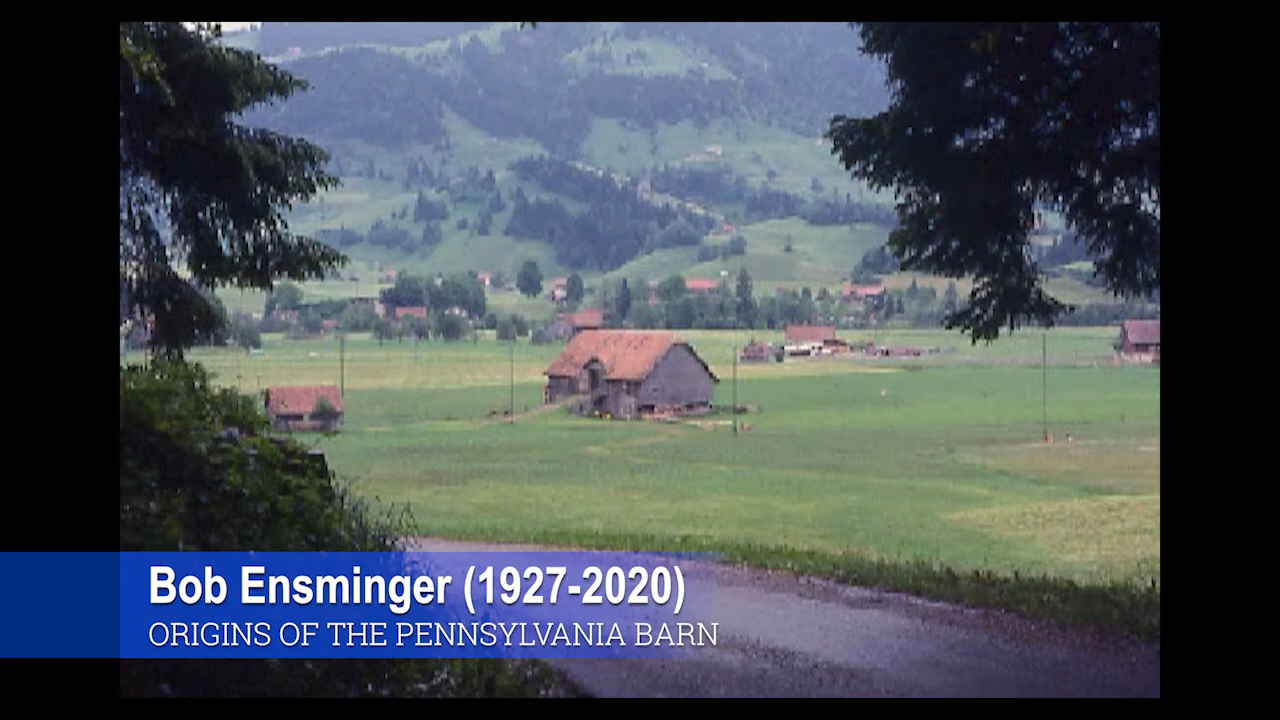 Bob Ensminger (1927-2020)
ORIGINS OF THE PENNSYLVANIA BARN